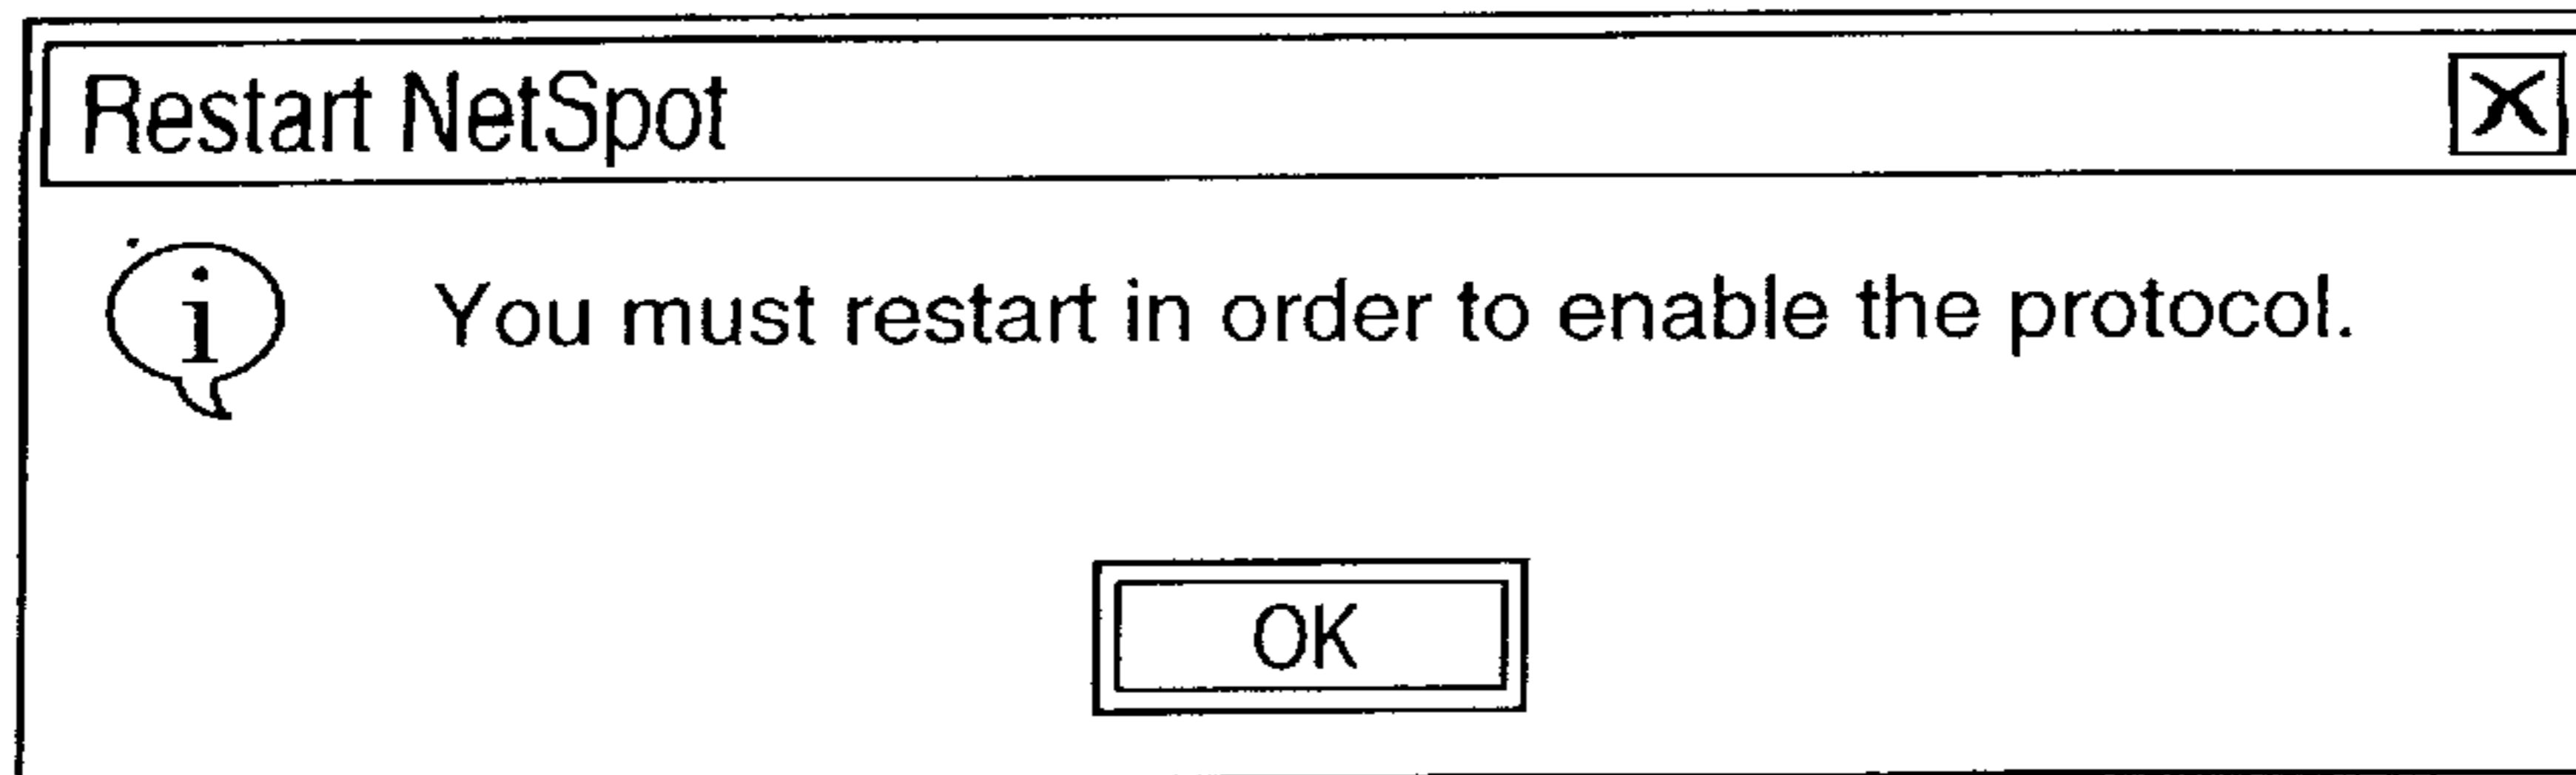 Restart NetSpot
i
You must restart in order to enable the protocol.
OK